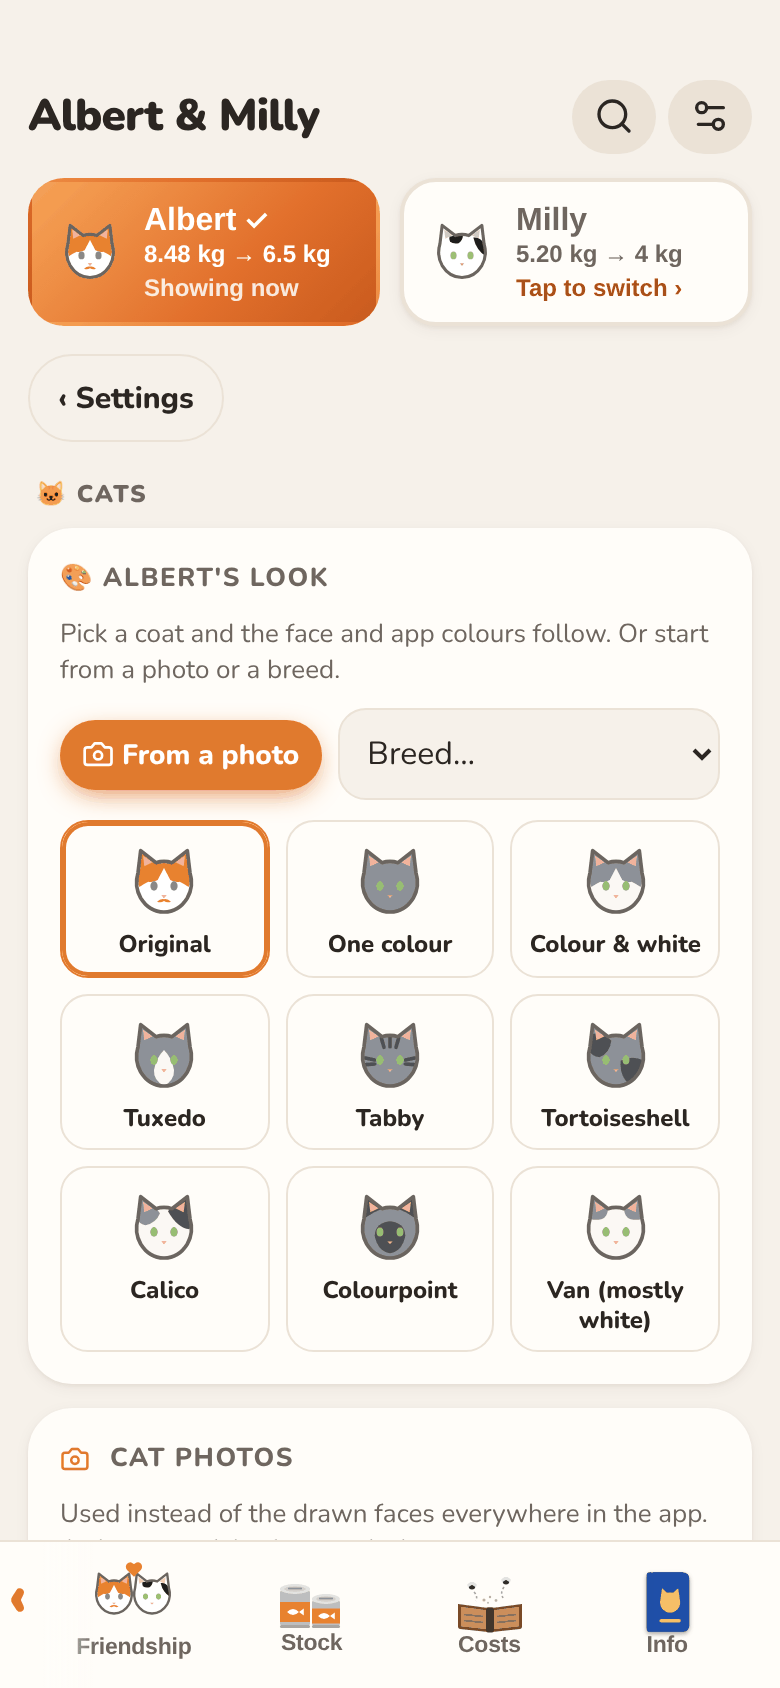 Albert & Milly
Albert ✓
8.48 kg → 6.5 kg
Showing now
Milly
5.20 kg → 4 kg
Tap to switch ›
‹ Settings
CATS
ALBERT'S LOOK
Pick a coat and the face and app colours follow. Or start
from a photo or a breed.
From a photo
Breed...
Original
One colour
Colour & white
Tuxedo
Tabby
Tortoiseshell
Calico
Colourpoint
Van (mostly
white)
CAT PHOTOS
Used instead of the drawn faces everywhere in the app.
Friendship
Stock
Costs
Info